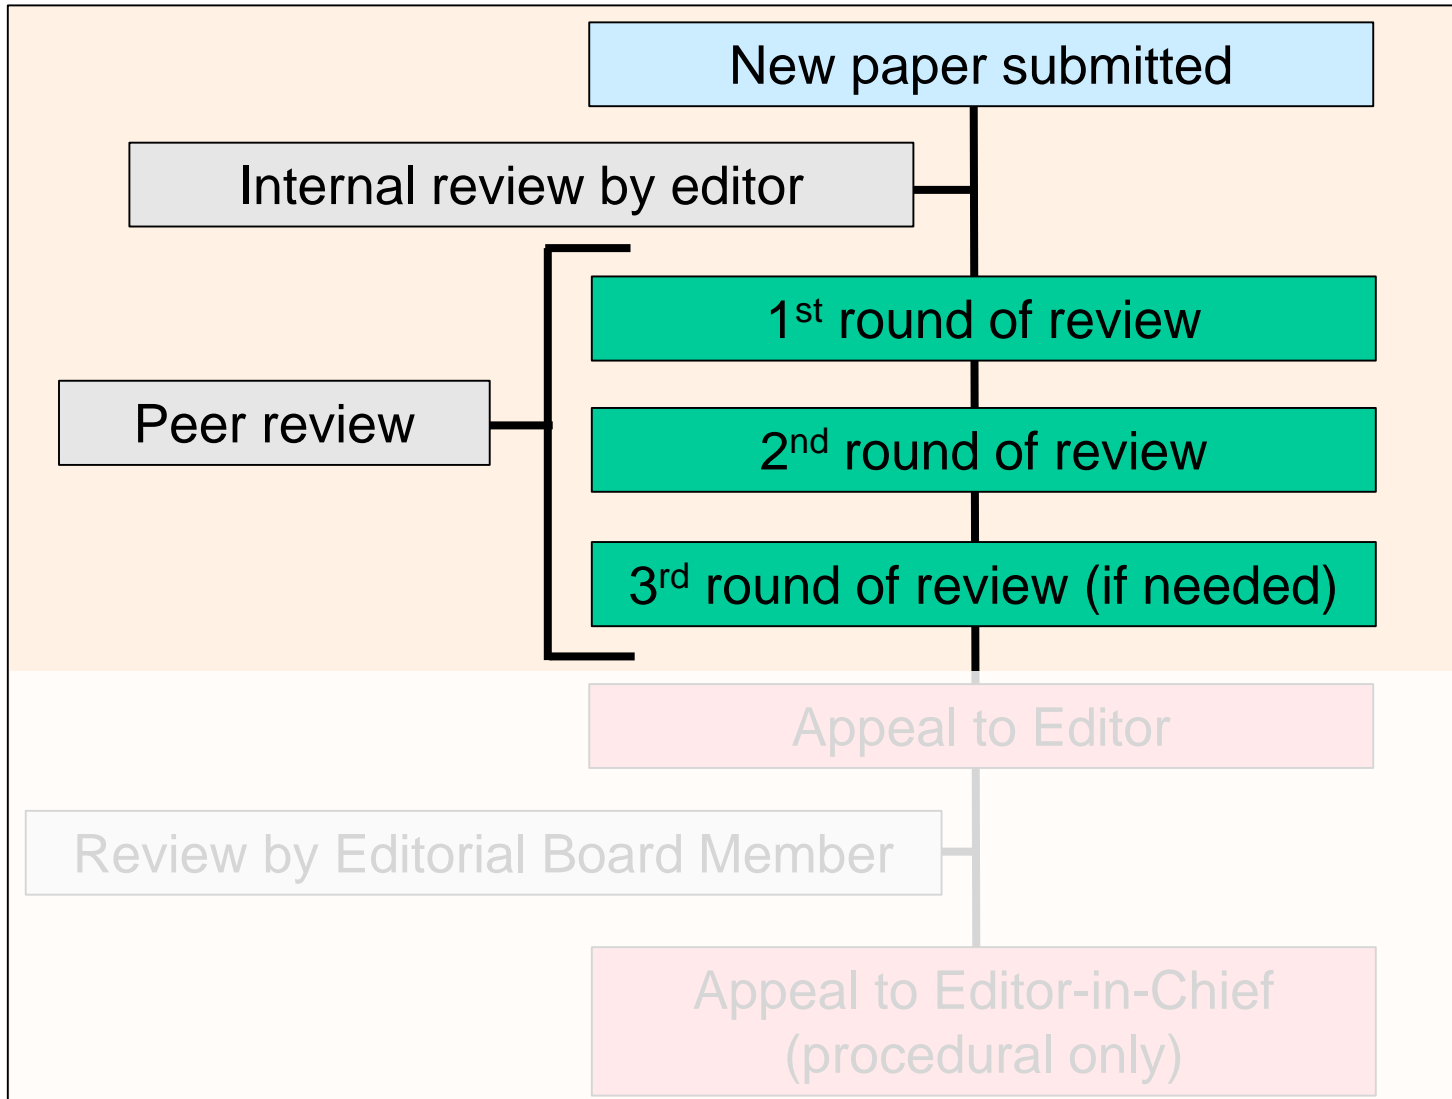 New paper submitted
Internal review by editor
1st round of review
Peer review
2nd round of review
3rd round of review (if needed)
Appeal to Editor
Review by Editorial Board Member
Appeal to Editor-in-Chief
(procedural only)